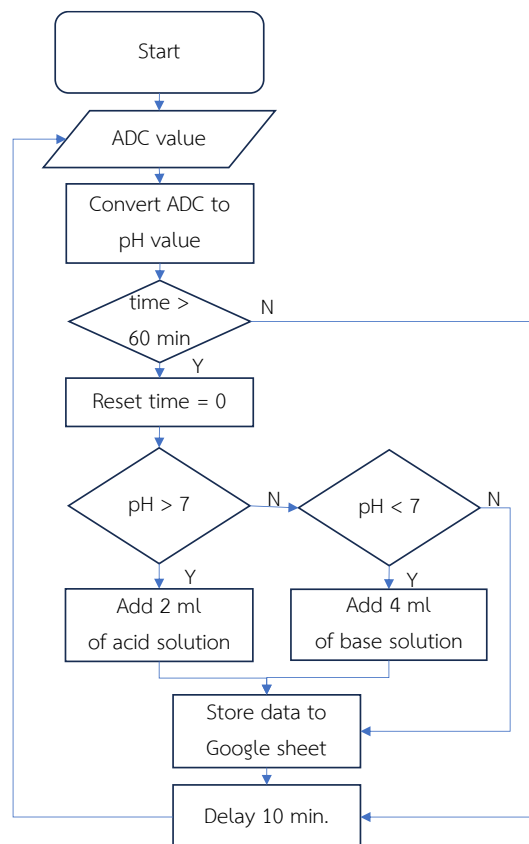 Start
ADC value
Convert ADC to
pH value
time >
60 min
N
Y
Reset time = 0
pH > 7
N
pH < 7
N
Y
Y
Add 2 ml
of acid solution
Add 4 ml
of base solution
Store data to
Google sheet
Delay 10 min.